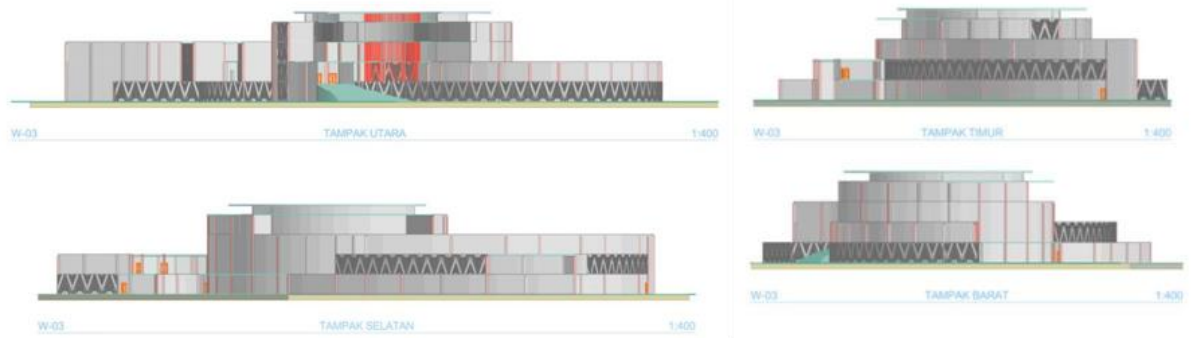 W-03 TAMPAK UTARA 1:400
W-03 TAMPAK TIMUR 1:400
W-03 TAMPAK SELATAN 1:400
W-03 TAMPAK BARAT 1:400